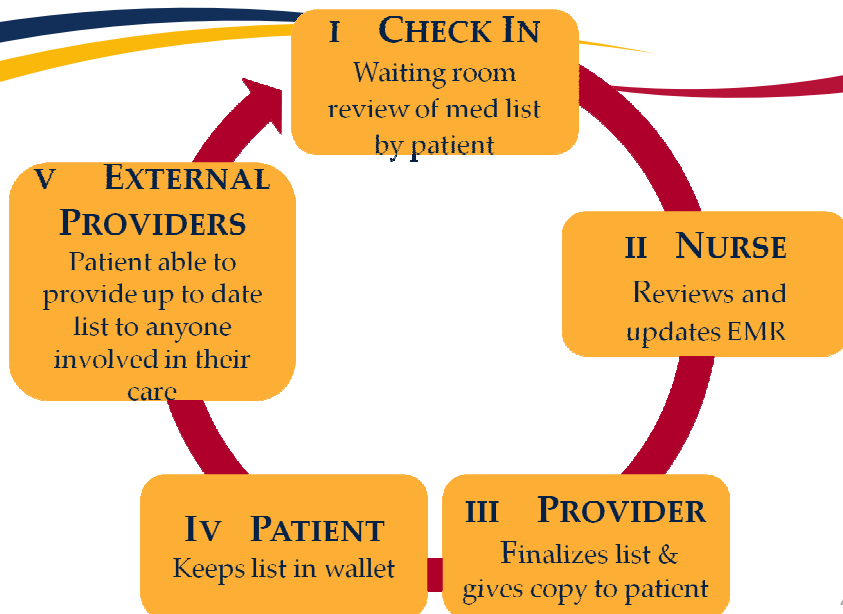 I CHECK IN
Waiting room
review of med list
by patient
II NURSE
Reviews and
updates EMR
III PROVIDER
Finalizes list &
gives copy to patient
IV PATIENT
Keeps list in wallet
V EXTERNAL
PROVIDERS
Patient able to
provide up to date
list to anyone
involved in their
care